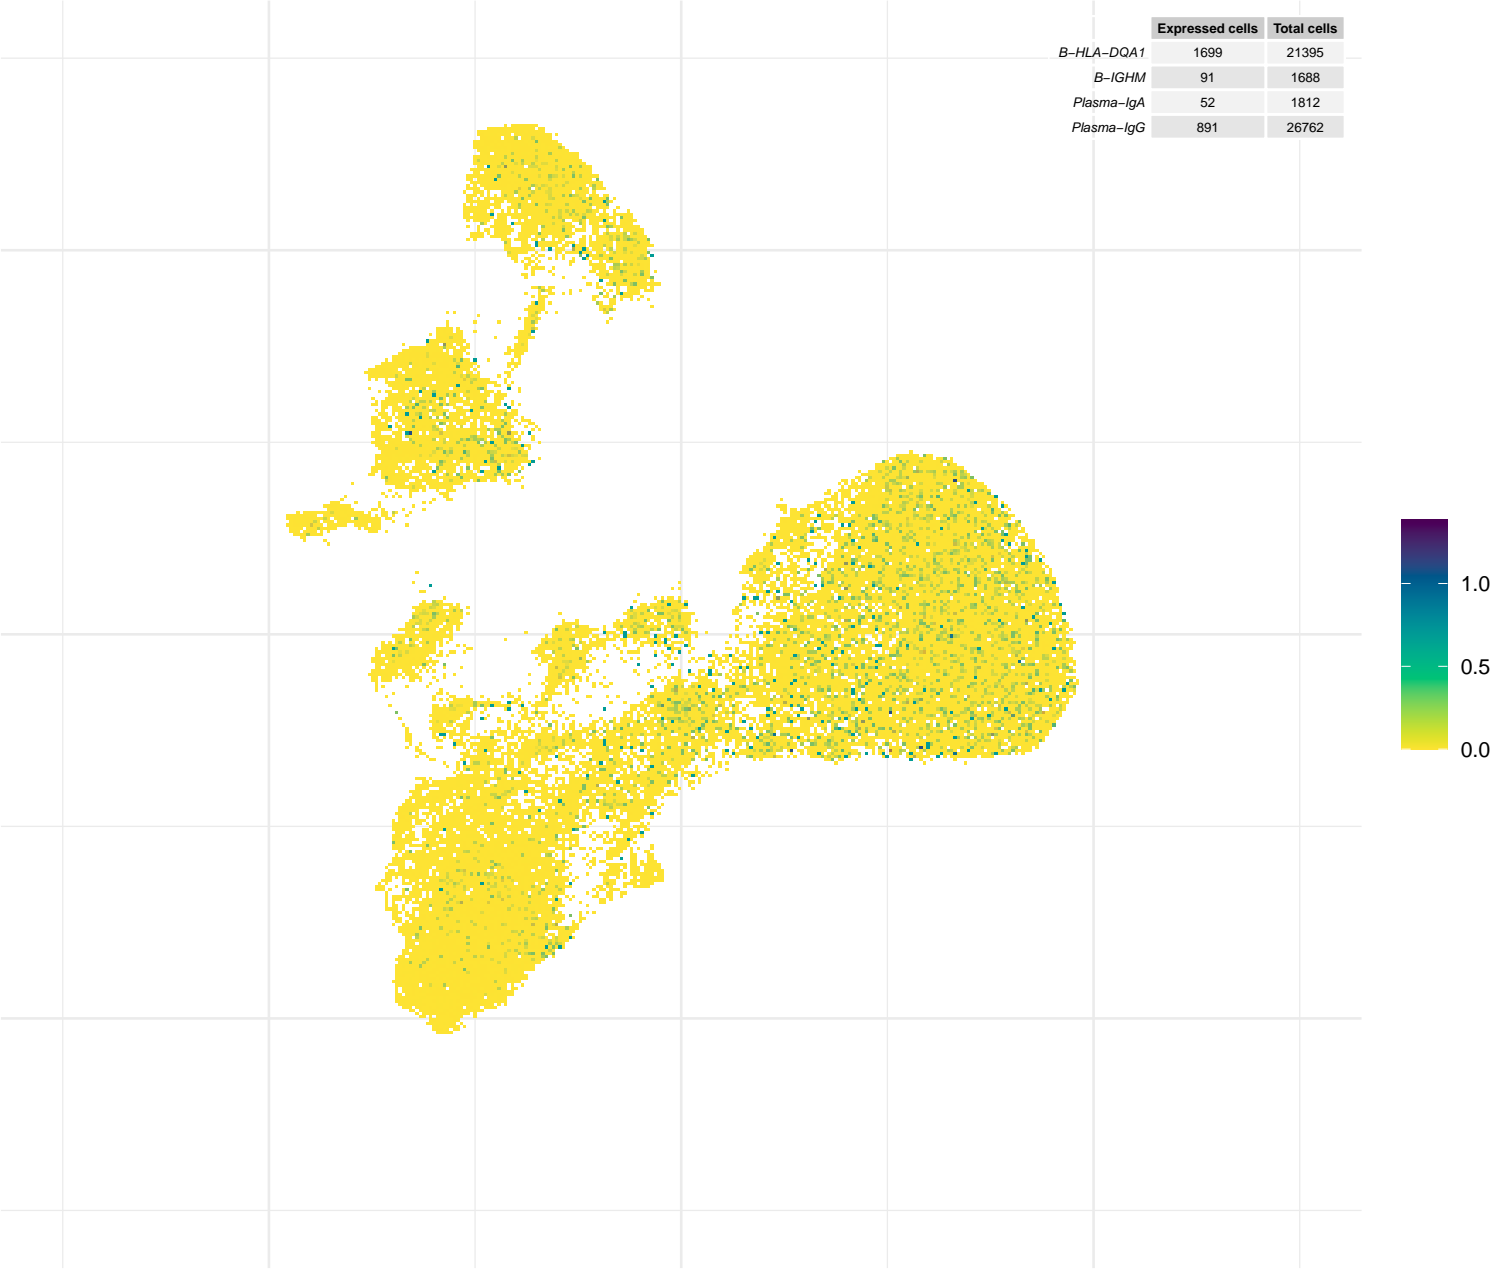 Expressed cells Total cells
B−HLA−DQA1 1699 21395
B−IGHM 91 1688
Plasma−IgA 52 1812
Plasma−IgG 891 26762
1.0
0.5
0.0